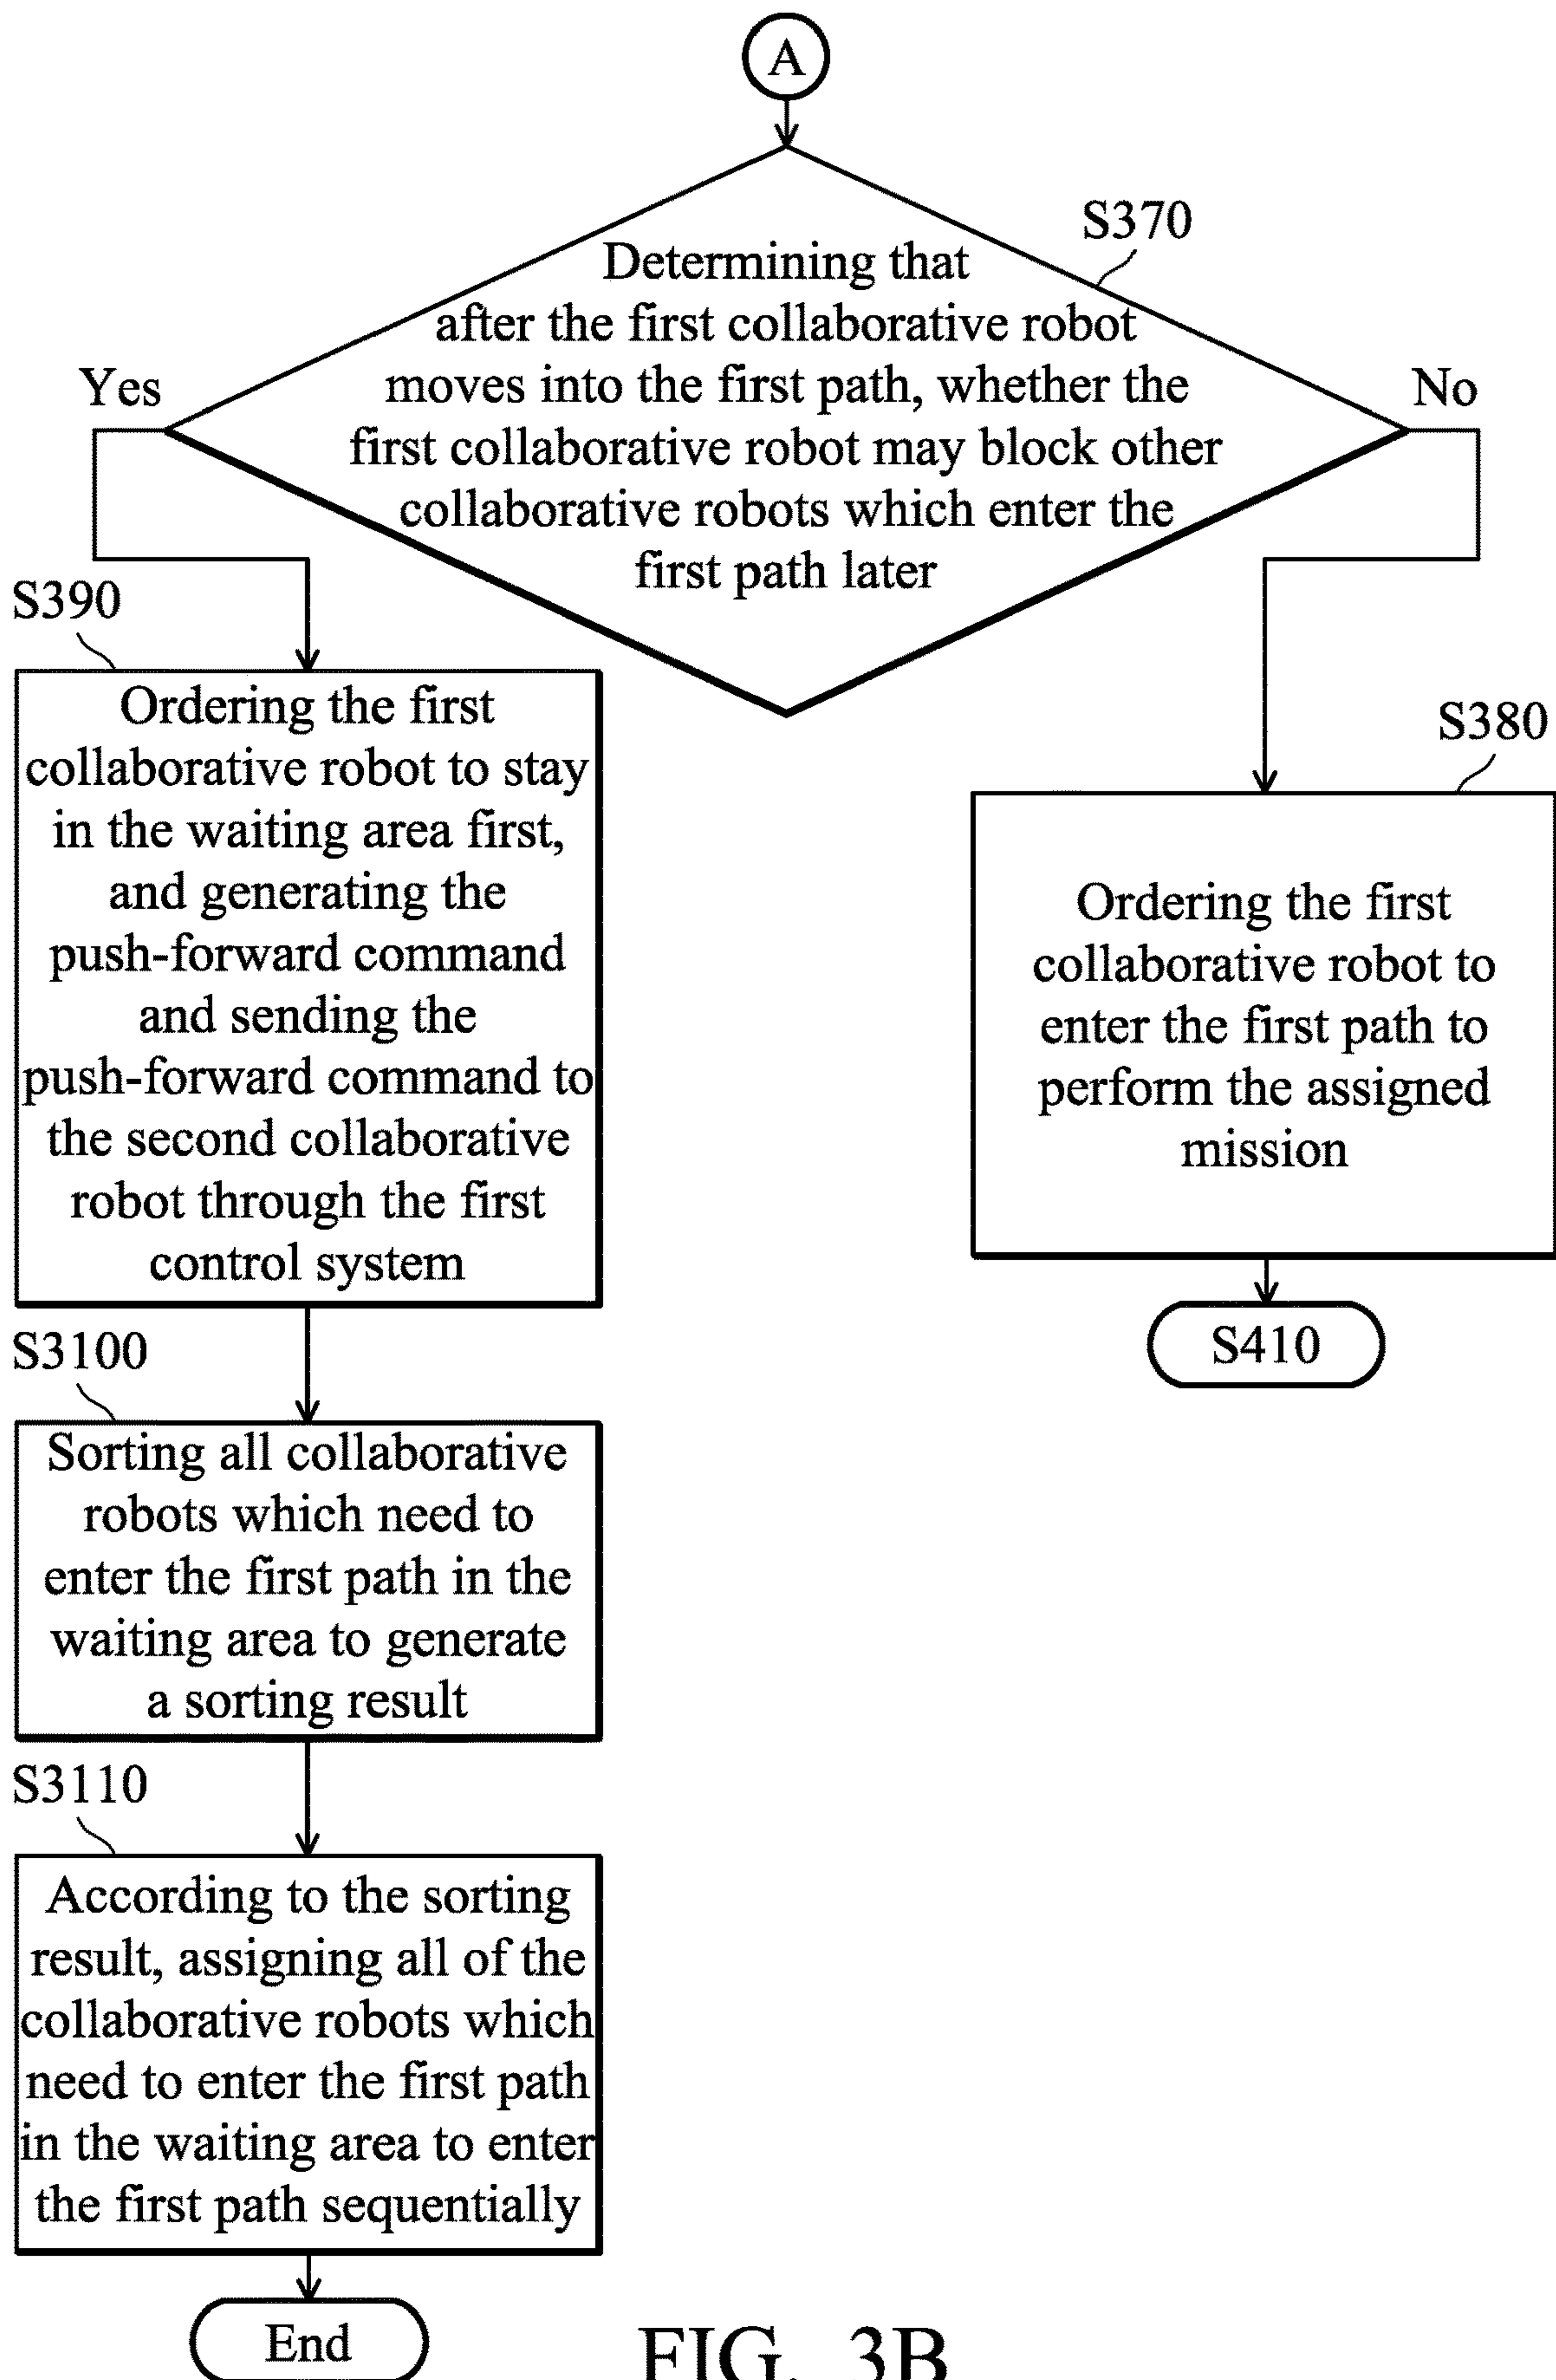 A
S370
Determining that
after the first collaborative robot
moves into the first path, whether the
first collaborative robot may block other
collaborative robots which enter the
first path later
Yes
No
S390
Ordering the first
collaborative robot to stay
in the waiting area first,
and generating the
push-forward command
and sending the
push-forward command to
the second collaborative
robot through the first
control system
S380
Ordering the first
collaborative robot to
enter the first path to
perform the assigned
mission
S410
S3100
Sorting all collaborative
robots which need to
enter the first path in the
waiting area to generate
a sorting result
S3110
According to the sorting
result, assigning all of the
collaborative robots which
need to enter the first path
in the waiting area to enter
the first path sequentially
End
FIG. 3B